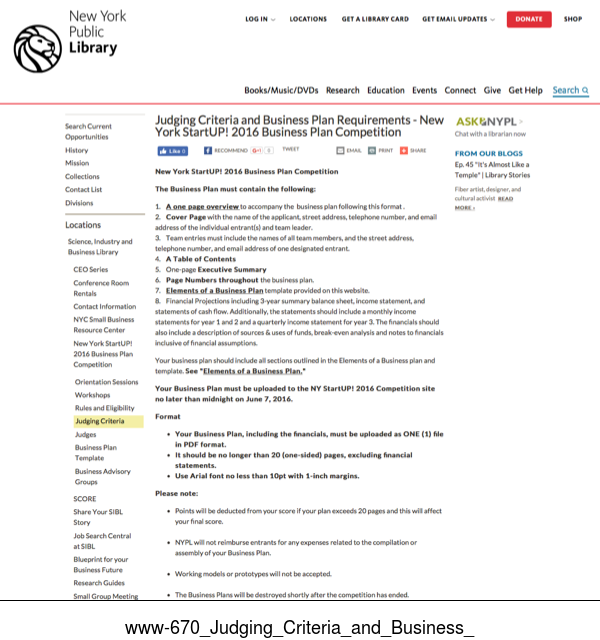 New York
Public
Library
LOG IN
LOCATIONS
GET A LIBRARY CARD
GET EMAIL UPDATES
DONATE
SHOP
Books/Music/DVDs Research Education Events Connect Give Get Help Search
Search Current
Opportunities
History
Mission
Collections
Contact List
Divisions
Locations
Science, Industry and
Business Library
CEO Series
Conference Room
Rentals
Contact Information
NYC Small Business
Resource Center
New York StartUP!
2016 Business Plan
Competition
Orientation Sessions
Workshops
Rules and Eligibility
Judging Criteria
Judges
Business Plan
Template
Business Advisory
Groups
SCORE
Share Your SIBL
Story
Job Search Central
at SIBL
Blueprint for your
Business Future
Research Guides
Small Group Meeting
Judging Criteria and Business Plan Requirements - New
York StartUP! 2016 Business Plan Competition
Like 0
RECOMMEND
G+1
0
TWEET
EMAIL
PRINT
SHARE
New York StartUP! 2016 Business Plan Competition
The Business Plan must contain the following:
1. A one page overview to accompany the business plan following this format .
2. Cover Page with the name of the applicant, street address, telephone number, and email
address of the individual entrant(s) and team leader.
3. Team entries must include the names of all team members, and the street address,
telephone number, and email address of one designated entrant.
4. A Table of Contents
5. One-page Executive Summary
6. Page Numbers throughout the business plan.
7. Elements of a Business Plan template provided on this website.
8. Financial Projections including 3-year summary balance sheet, income statement, and
statements of cash flow. Additionally, the statements should include a monthly income
statements for year 1 and 2 and a quarterly income statement for year 3. The financials should
also include a description of sources & uses of funds, break-even analysis and notes to financials
inclusive of financial assumptions.
Your business plan should include all sections outlined in the Elements of a Business plan and
template. See "Elements of a Business Plan."
Your Business Plan must be uploaded to the NY StartUP! 2016 Competition site
no later than midnight on June 7, 2016.
Format
• Your Business Plan, including the financials, must be uploaded as ONE (1) file
in PDF format.
• It should be no longer than 20 (one-sided) pages, excluding financial
statements.
• Use Arial font no less than 10pt with 1-inch margins.
Please note:
• Points will be deducted from your score if your plan exceeds 20 pages and this will affect
your final score.
• NYPL will not reimburse entrants for any expenses related to the compilation or
assembly of your Business Plan.
• Working models or prototypes will not be accepted.
• The Business Plans will be destroyed shortly after the competition has ended.
ASK NYPL >
Chat with a librarian now
FROM OUR BLOGS
Ep. 45 "It's Almost Like a
Temple" | Library Stories
Fiber artist, designer, and
cultural activist READ
MORE ›
www-670_Judging_Criteria_and_Business_